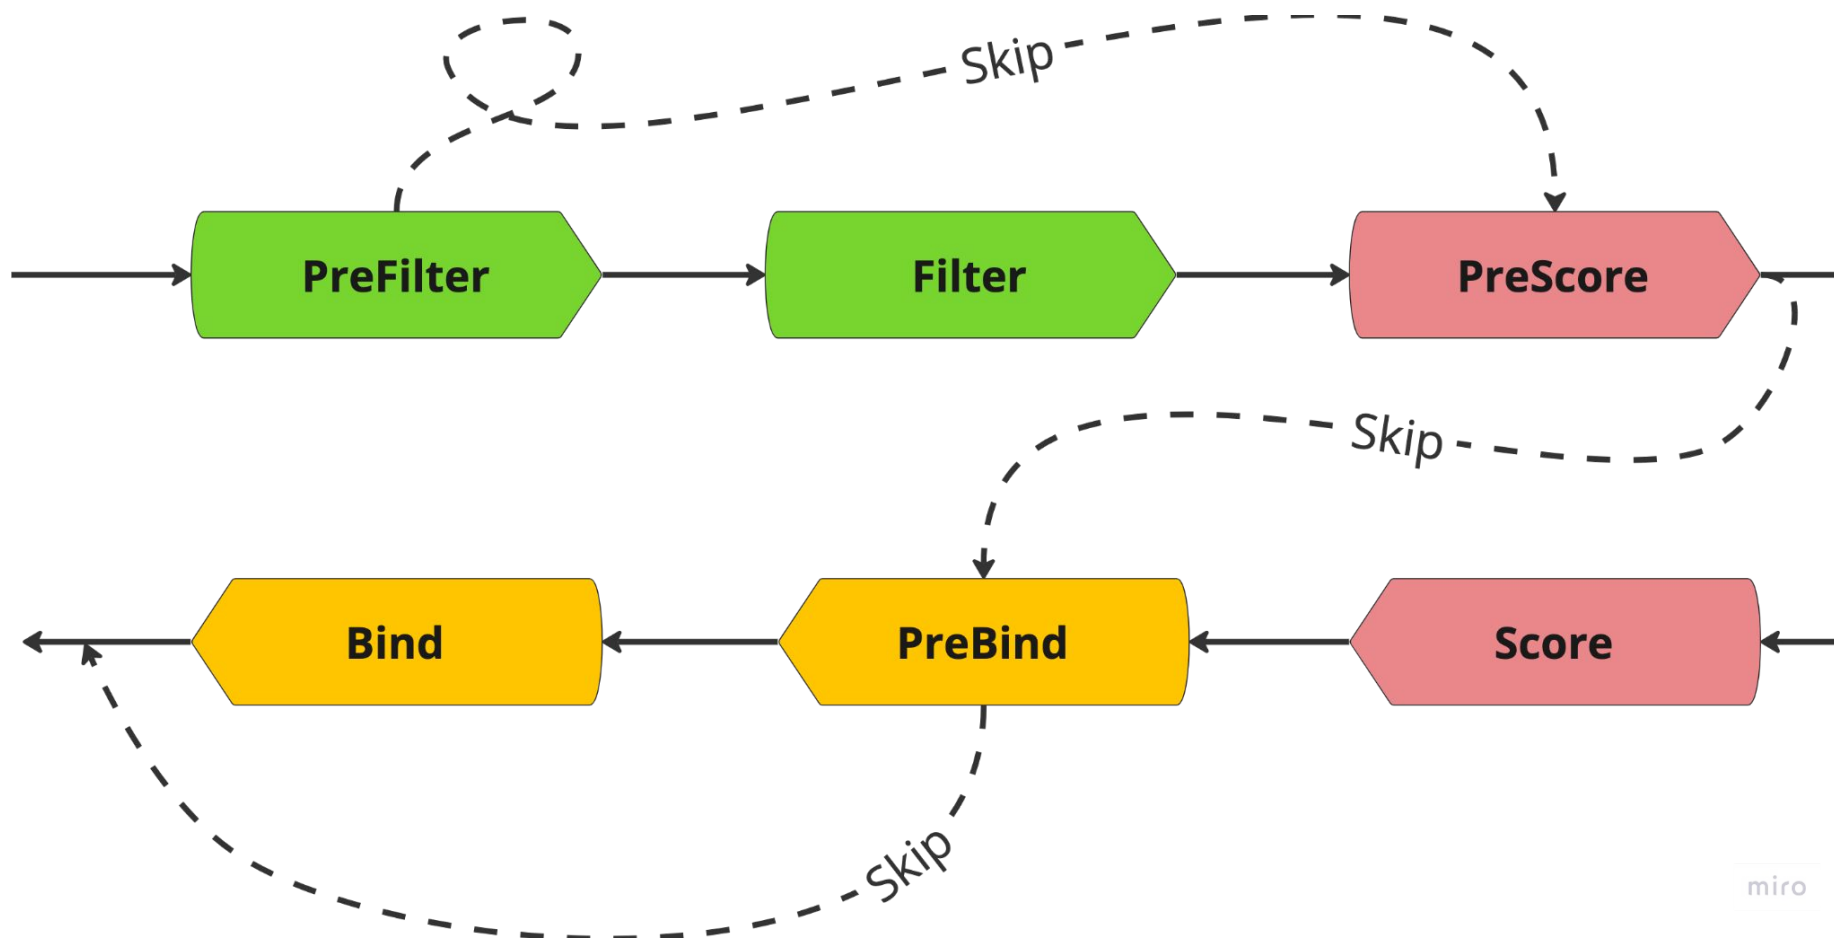 Skip
PreFilter
Filter
PreScore
Skip
Bind
PreBind
Score
Skip
miro